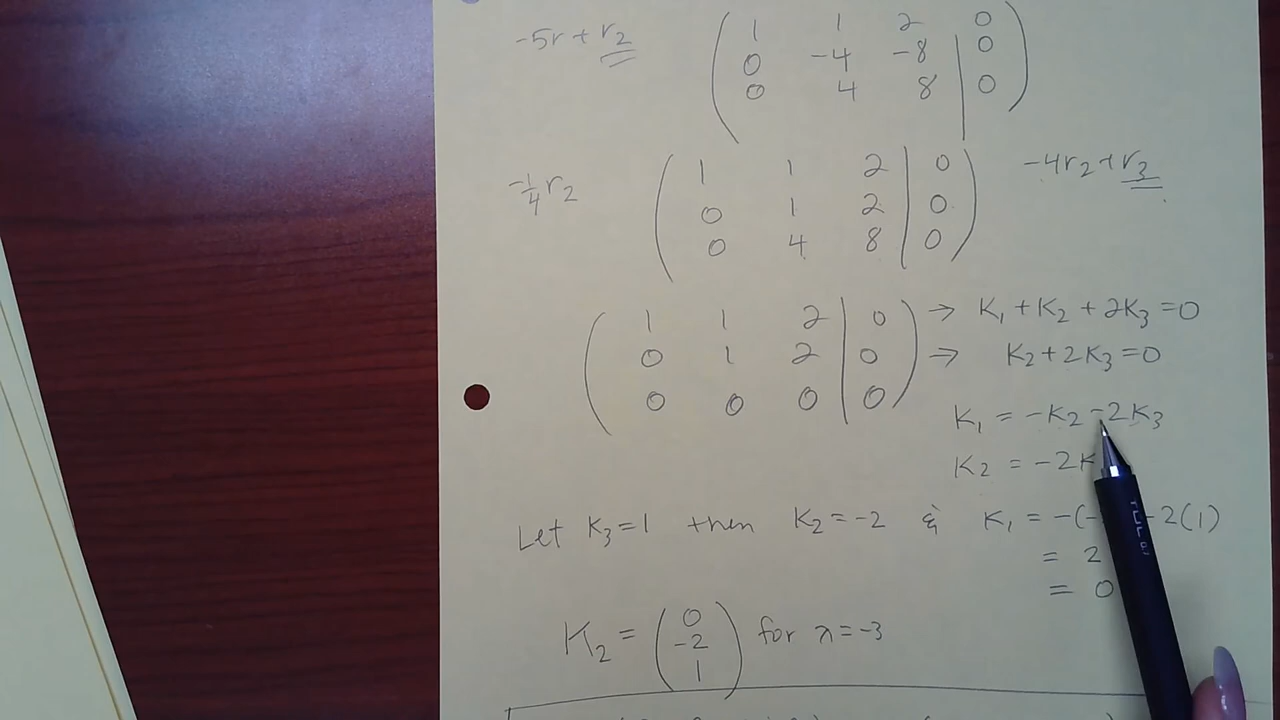 -5r + r₂ ( 1 1 2 | 0 )
( 0 -4 -8 | 0 )
( 0 4 8 | 0 )
-¼ r₂ ( 1 1 2 | 0 ) -4r₂ + r₃
( 0 1 2 | 0 )
( 0 4 8 | 0 )
( 1 1 2 | 0 ) → K₁ + K₂ + 2K₃ = 0
( 0 1 2 | 0 ) → K₂ + 2K₃ = 0
( 0 0 0 | 0 )
K₁ = -K₂ - 2K₃
K₂ = -2K
Let K₃ = 1 then K₂ = -2 & K₁ = -(- -2(1)
= 2
= 0
K₂ = ( 0 -2 1 ) for λ = -3